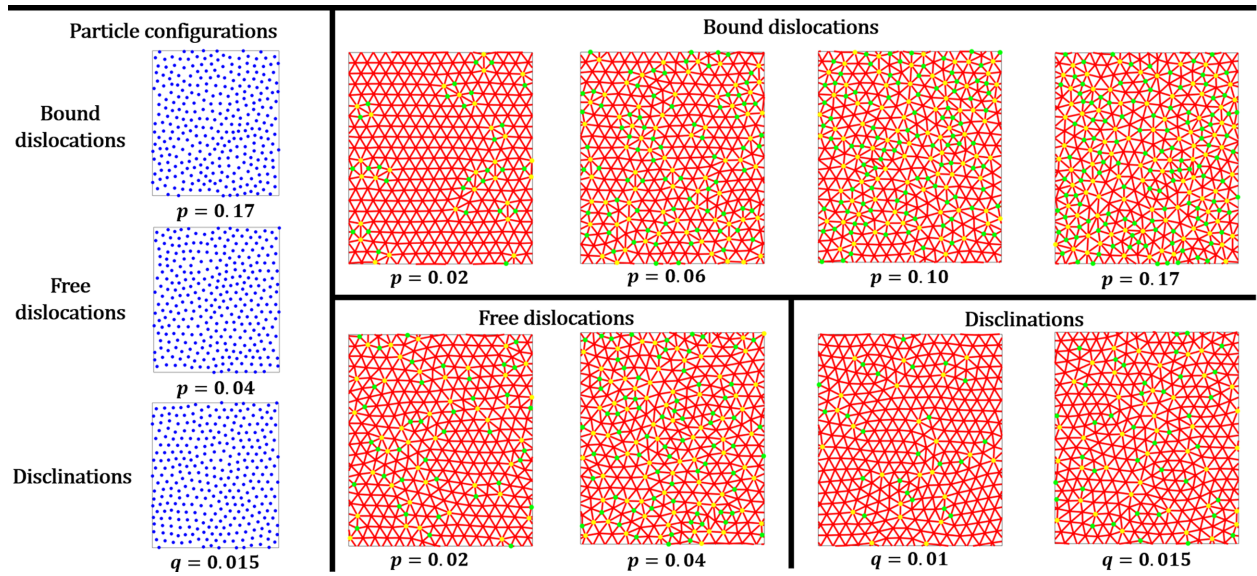 Particle configurations
Bound
dislocations
p = 0.17
Free
dislocations
p = 0.04
Disclinations
q = 0.015
Bound dislocations
p = 0.02
p = 0.06
p = 0.10
p = 0.17
Free dislocations
p = 0.02
p = 0.04
Disclinations
q = 0.01
q = 0.015